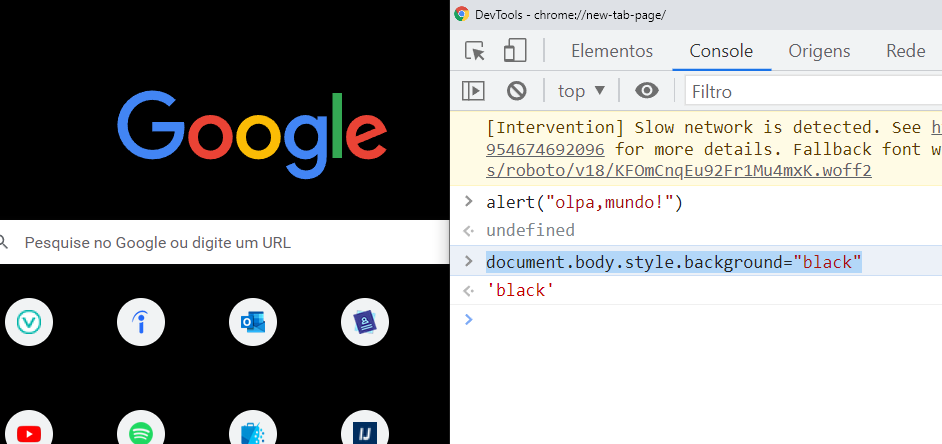 DevTools - chrome://new-tab-page/
Elementos Console Origens Rede
top Filtro
[Intervention] Slow network is detected. See h
954674692096 for more details. Fallback font w
s/roboto/v18/KFOmCnqEu92Fr1Mu4mxK.woff2
alert("olpa,mundo!")
undefined
document.body.style.background="black"
'black'
Google
Pesquise no Google ou digite um URL